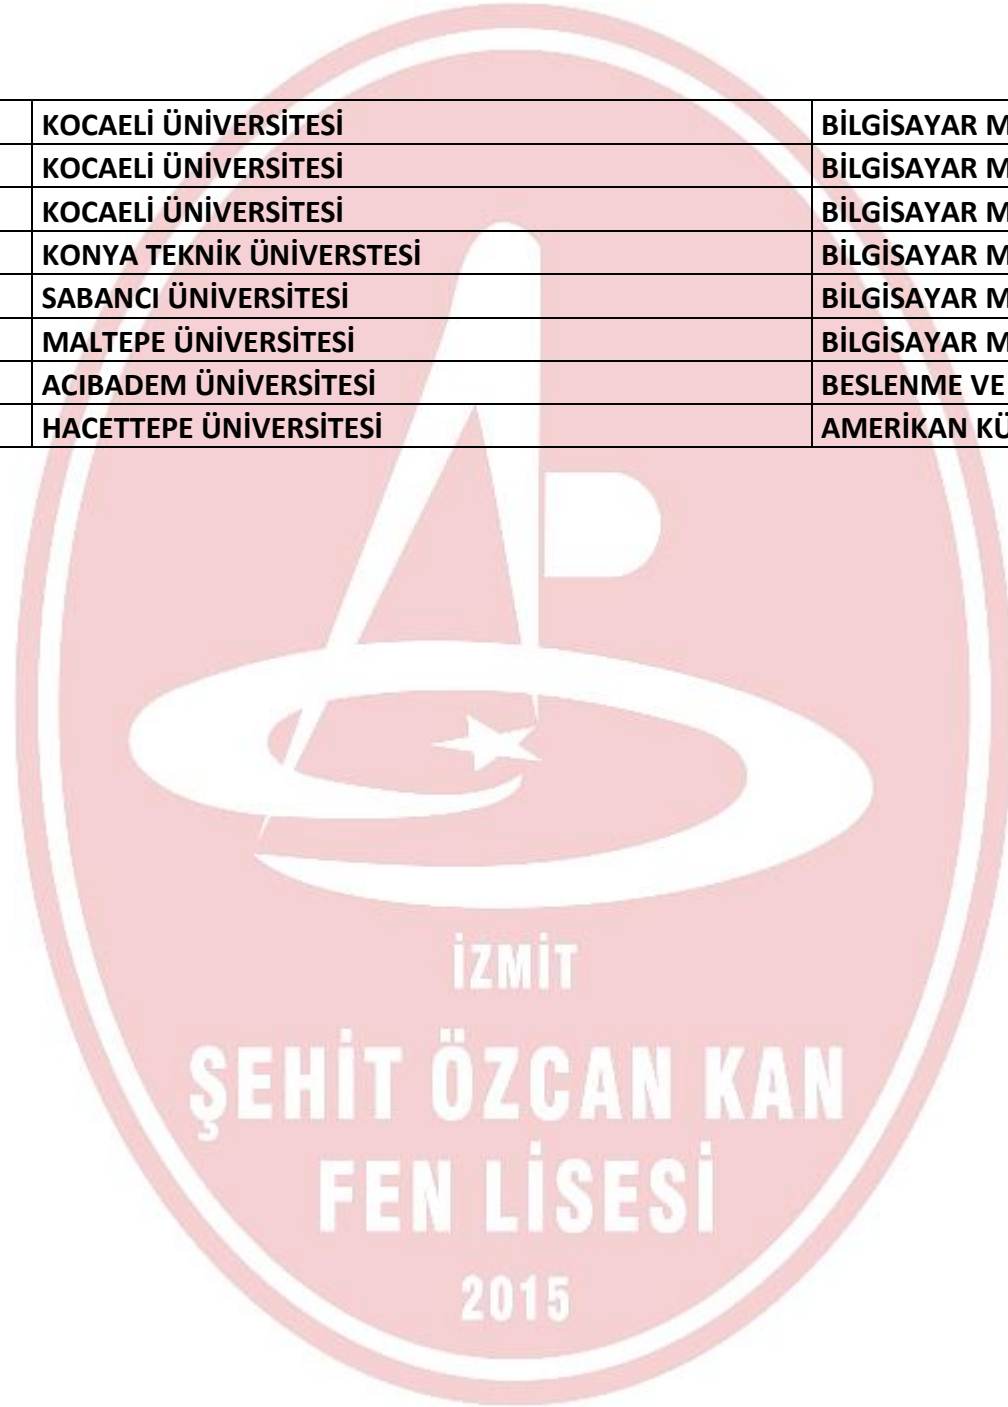 KOCAELİ ÜNİVERSİTESİ BİLGİSAYAR M
KOCAELİ ÜNİVERSİTESİ BİLGİSAYAR M
KOCAELİ ÜNİVERSİTESİ BİLGİSAYAR M
KONYA TEKNİK ÜNİVERSTESİ BİLGİSAYAR M
SABANCI ÜNİVERSİTESİ BİLGİSAYAR M
MALTEPE ÜNİVERSİTESİ BİLGİSAYAR M
ACIBADEM ÜNİVERSİTESİ BESLENME VE
HACETTEPE ÜNİVERSİTESİ AMERİKAN KÜ
İZMİT
ŞEHİT ÖZCAN KAN
FEN LİSESİ
2015